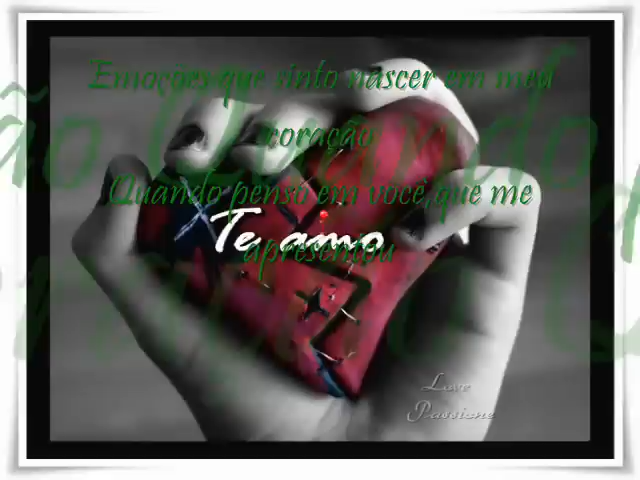 Emoções que sinto nascer em meu
coração
Quando penso em você, que me
Te amo
apresentou
Love
Passione